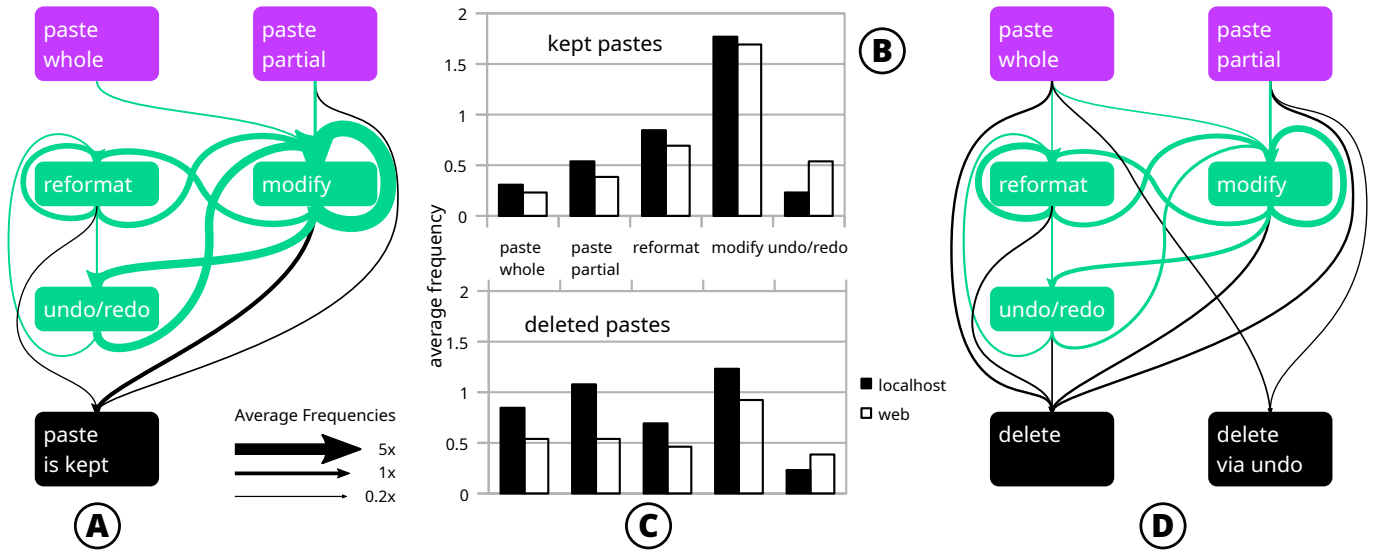 paste
whole
paste
partial
reformat
modify
undo/redo
paste
is kept
Average Frequencies
5x
1x
0.2x
A
2
1.5
1
0.5
0
kept pastes
paste
whole
paste
partial
reformat
modify
undo/redo
B
average frequency
2
1.5
1
0.5
0
deleted pastes
localhost
web
C
paste
whole
paste
partial
reformat
modify
undo/redo
delete
delete
via undo
D